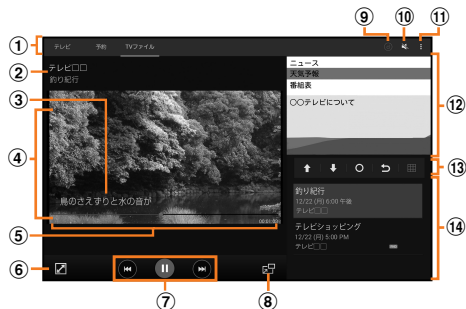 ⑨ ⑩ ⑪
① テレビ 予約 TVファイル
② テレビ□□
釣り紀行
③
④
鳥のさえずりと水の音が
00:01:00
⑤
⑥ ⑦ ⑧
ニュース
天気予報
番組表
〇〇テレビについて
⑫
⑬
釣り紀行
12/22 (月) 6:00 午後
テレビ□□
テレビショッピング
12/22 (月) 5:00 PM
テレビ□□
⑭